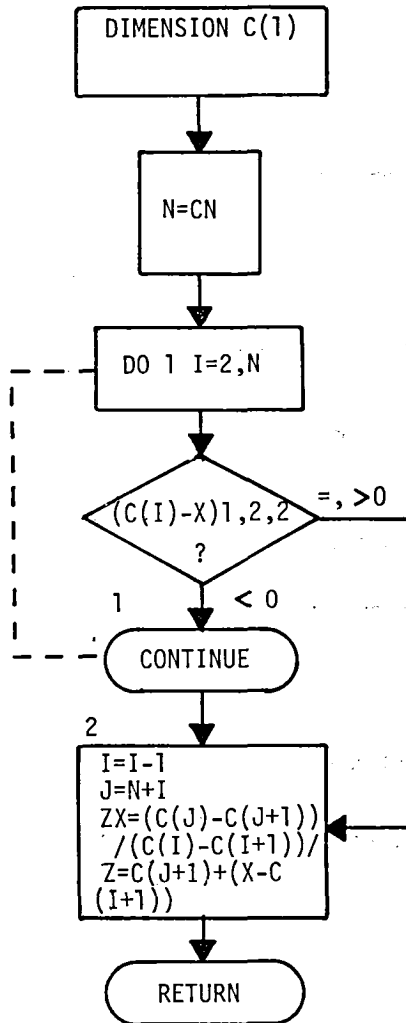 DIMENSION C(1)
N=CN
DO 1 I=2,N
(C(I)-X)1,2,2
?
=, >0
1
< 0
CONTINUE
2
I=I-1
J=N+I
ZX=(C(J)-C(J+1))
/(C(I)-C(I+1))/
Z=C(J+1)+(X-C
(I+1))
RETURN